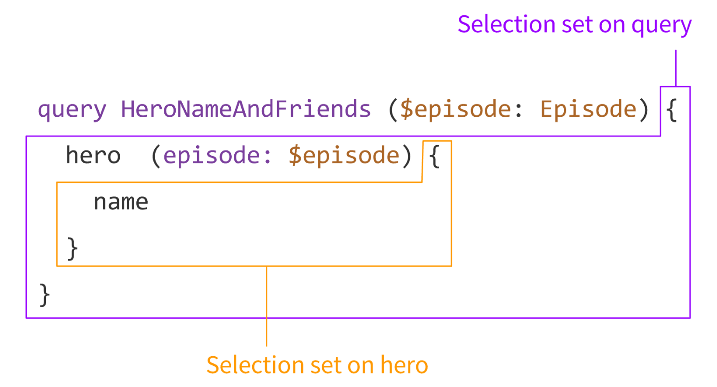 Selection set on query
query HeroNameAndFriends ($episode: Episode) {
hero (episode: $episode) {
name
}
}
Selection set on hero